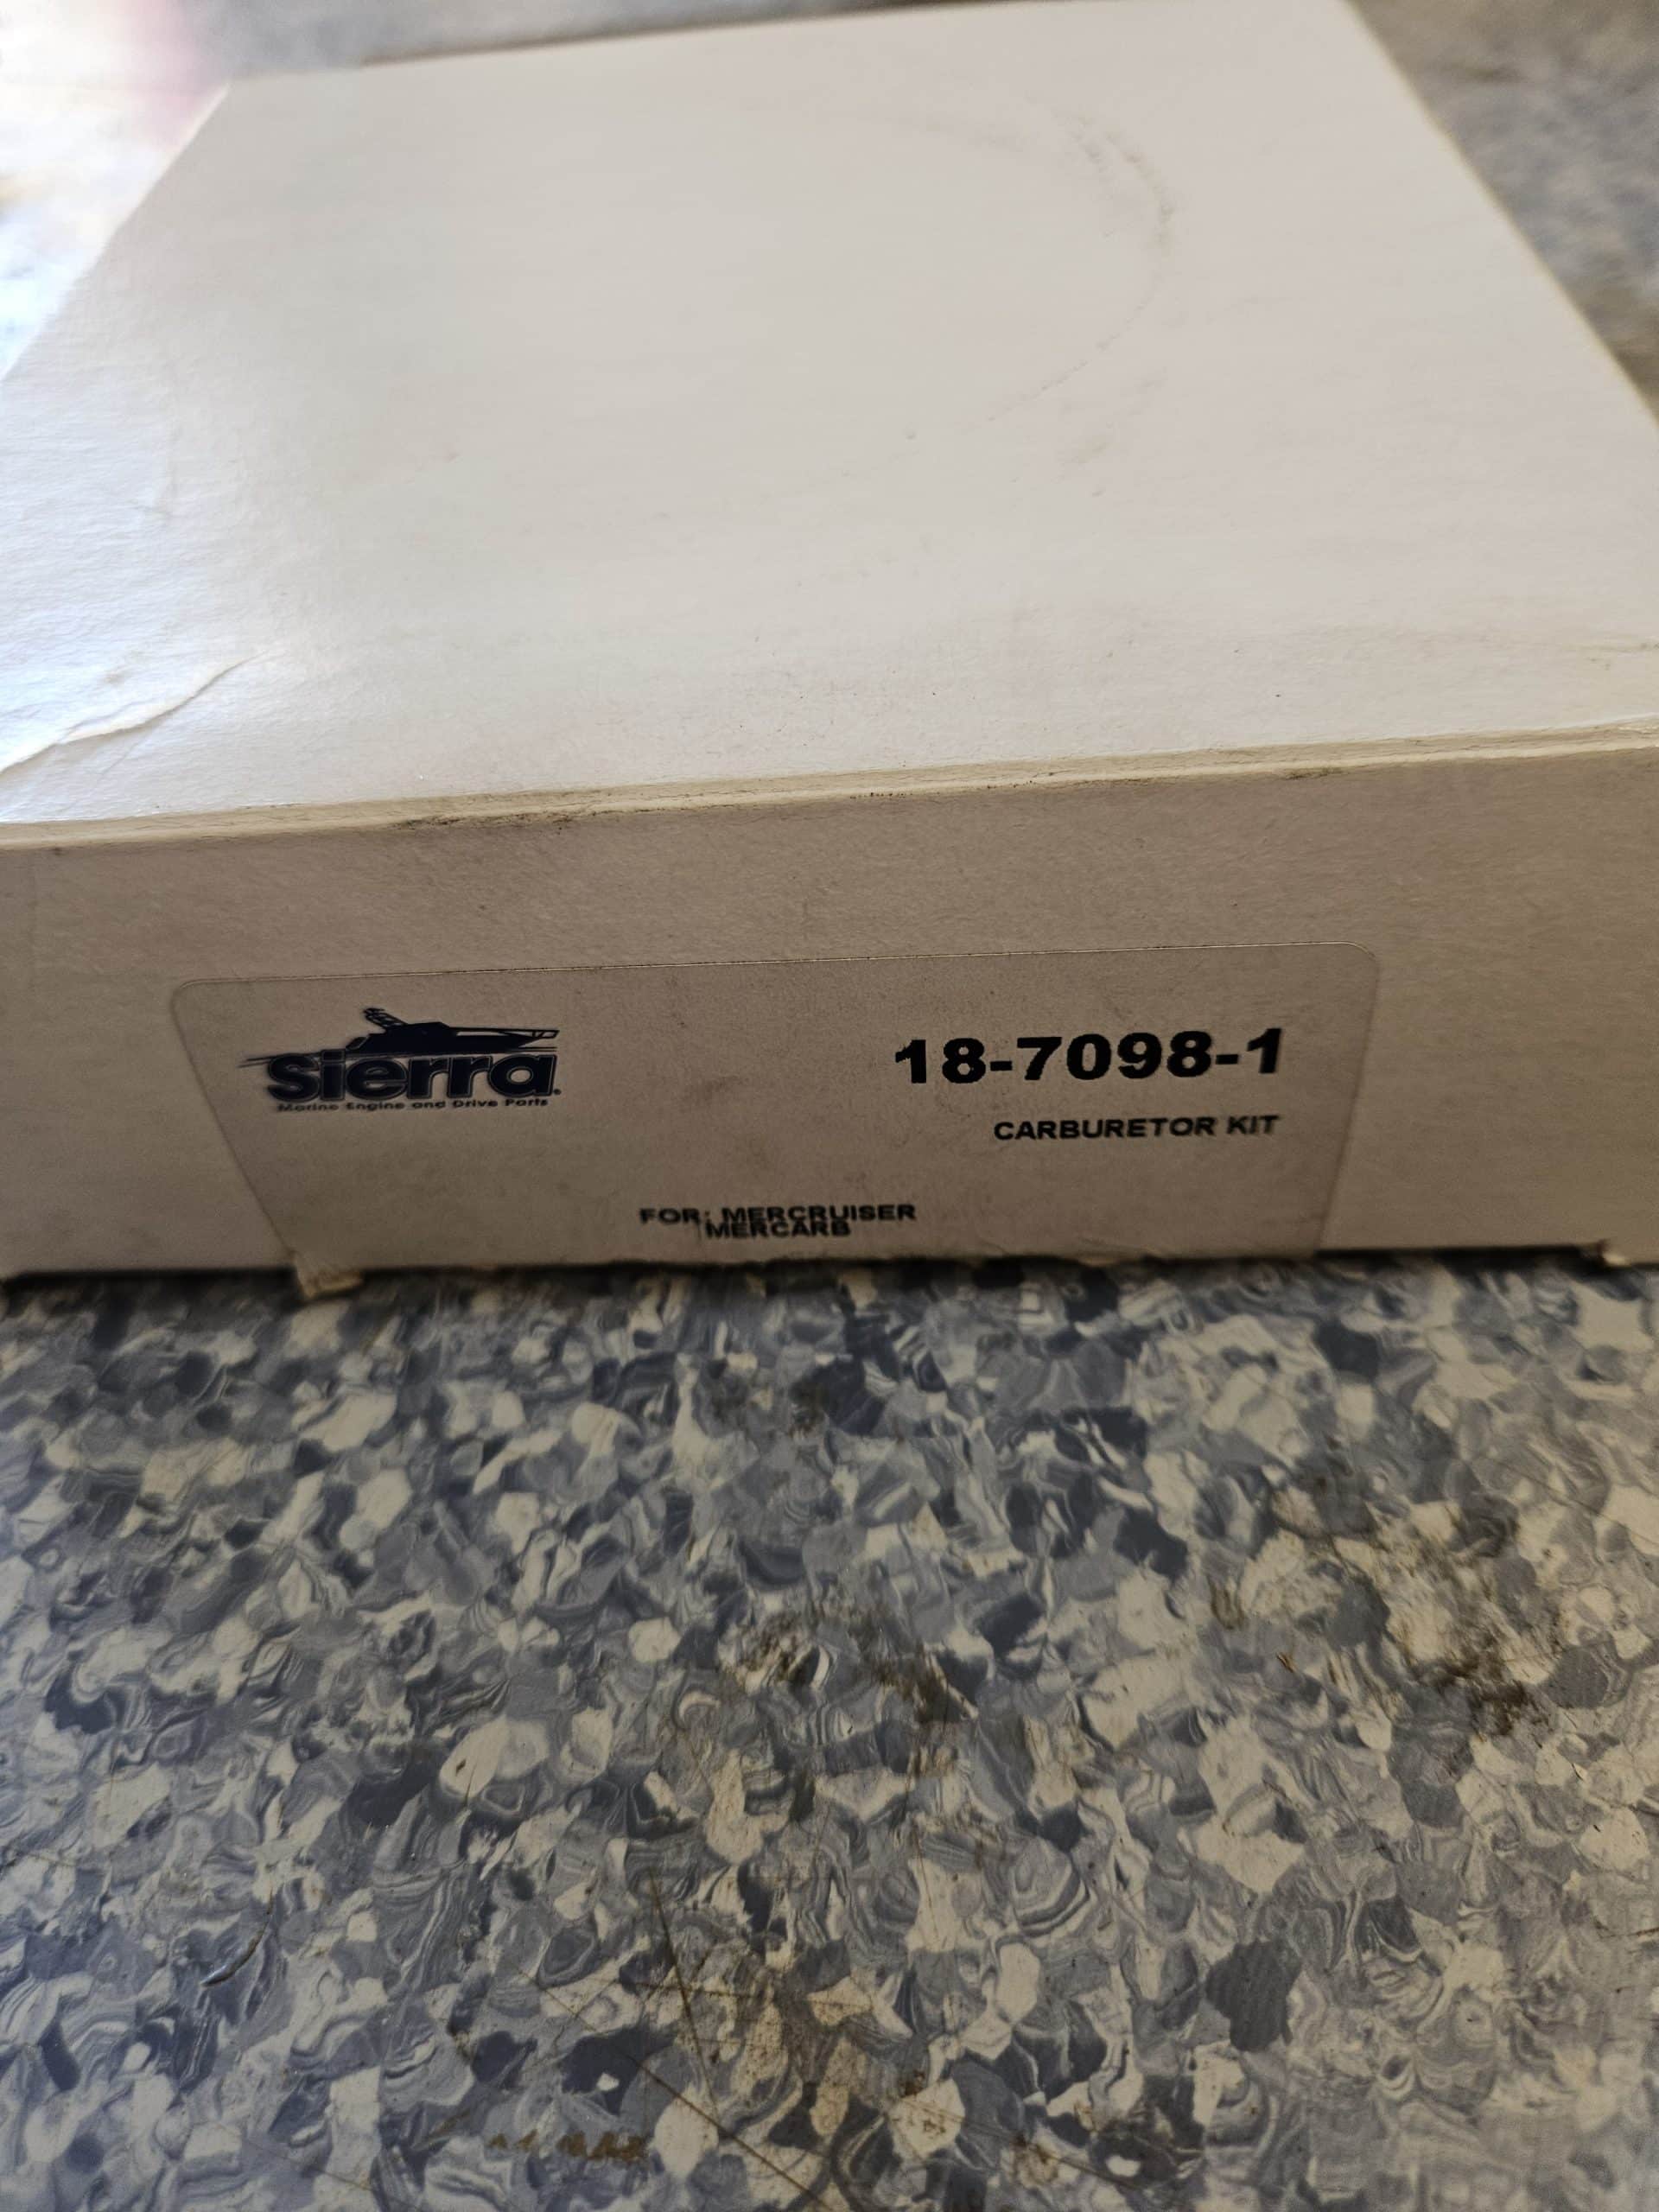 sierra®
Marine Engine and Drive Parts
18-7098-1
CARBURETOR KIT
FOR: MERCRUISER
MERCARB